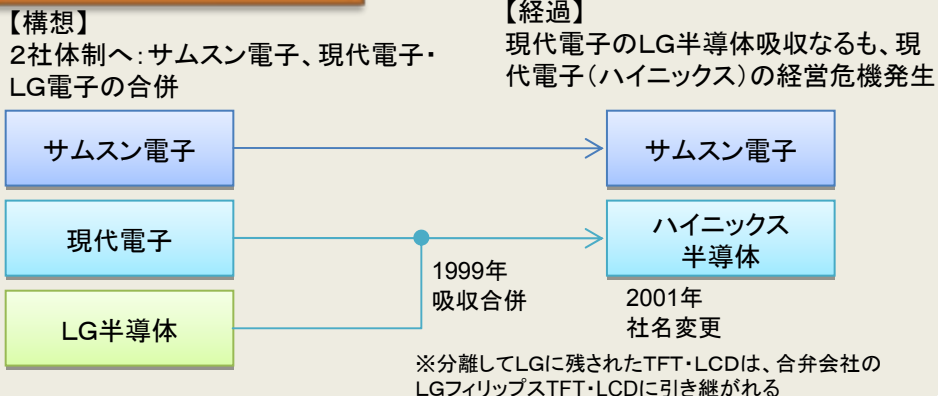 【構想】
2社体制へ：サムスン電子、現代電子・
LG電子の合併
【経過】
現代電子のLG半導体吸収なるも、現
代電子（ハイニックス）の経営危機発生
サムスン電子
サムスン電子
現代電子
ハイニックス
半導体
LG半導体
1999年
吸収合併
2001年
社名変更
※分離してLGに残されたTFT・LCDは、合弁会社の
LGフィリップスTFT・LCDに引き継がれる